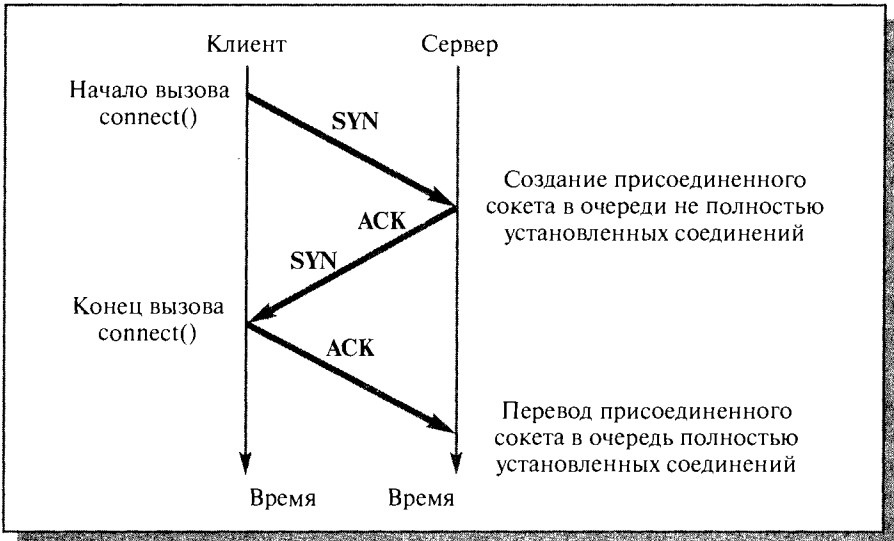 Клиент
Сервер
Начало вызова
connect()
SYN
Создание присоединенного
сокета в очереди не полностью
установленных соединений
ACK
SYN
Конец вызова
connect()
ACK
Перевод присоединенного
сокета в очередь полностью
установленных соединений
Время
Время